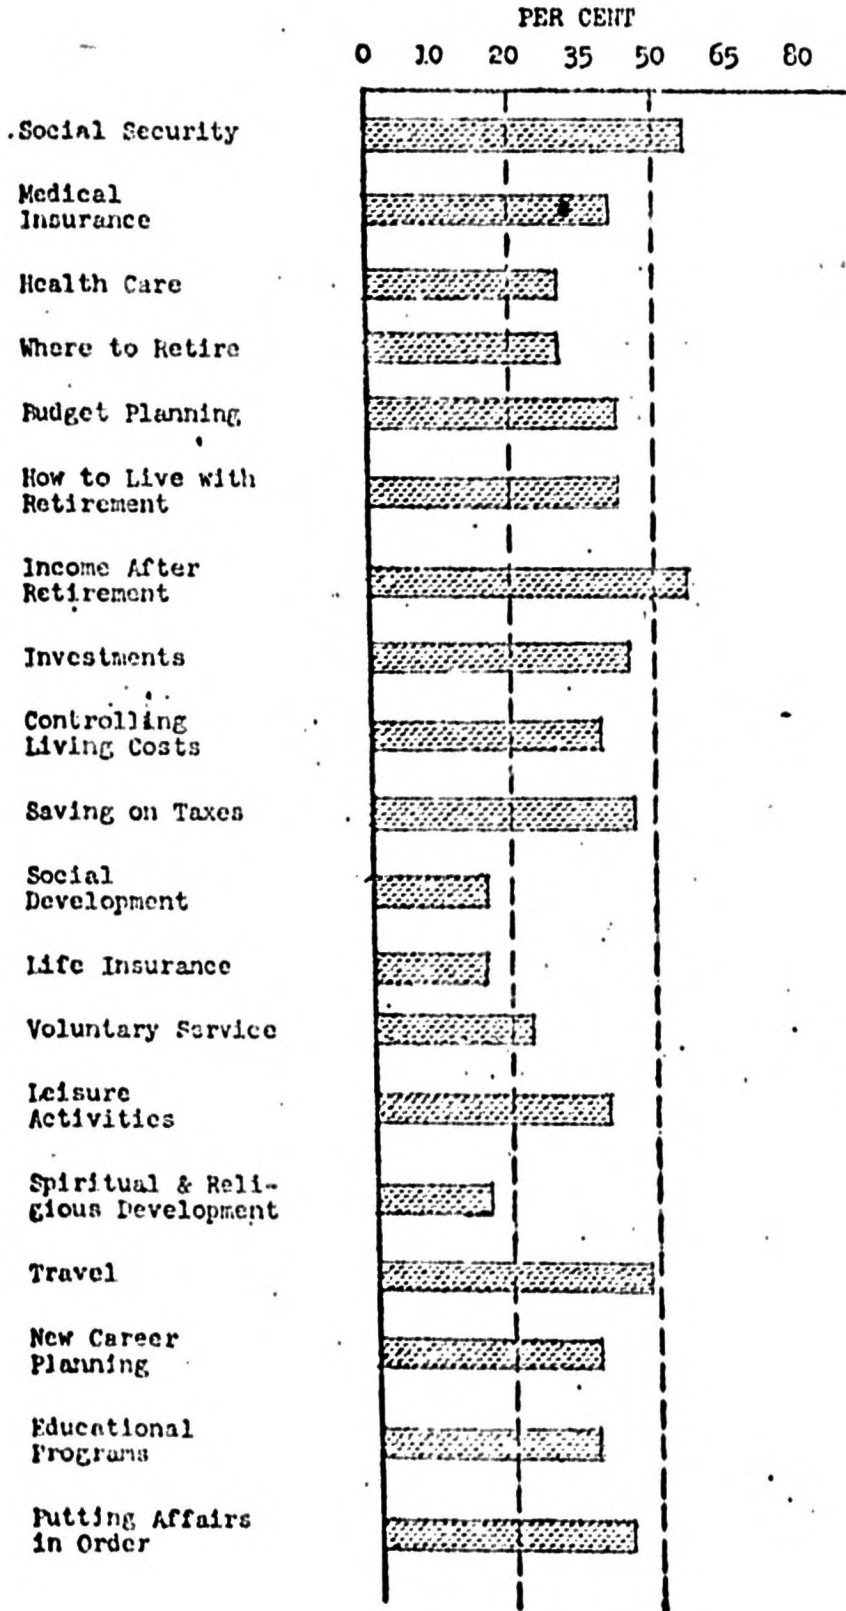 PER CENT
0 10 20 35 50 65 80
Social Security
Medical
Insurance
Health Care
Where to Retire
Budget Planning
How to Live with
Retirement
Income After
Retirement
Investments
Controlling
Living Costs
Saving on Taxes
Social
Development
Life Insurance
Voluntary Service
Leisure
Activities
Spiritual & Reli-
gious Development
Travel
New Career
Planning
Educational
Programs
Putting Affairs
in Order